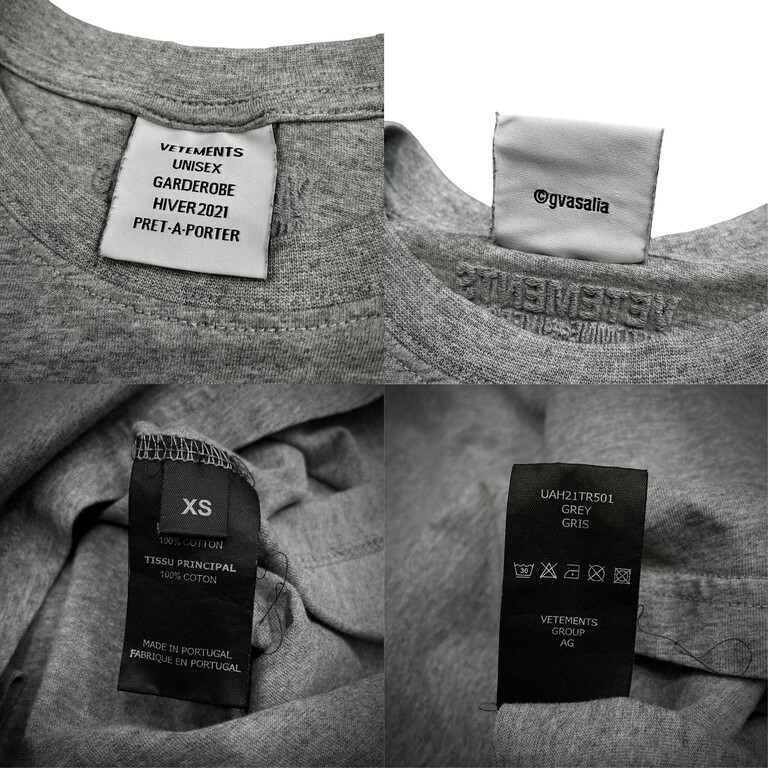 VETEMENTS
UNISEX
GARDEROBE
HIVER 2021
PRET-A-PORTER
©gvasalia
VETEMENTS
XS
100% COTTON
TISSU PRINCIPAL
100% COTON
MADE IN PORTUGAL
FABRIQUE EN PORTUGAL
UAH21TR501
GREY
GRIS
30
VETEMENTS
GROUP
AG